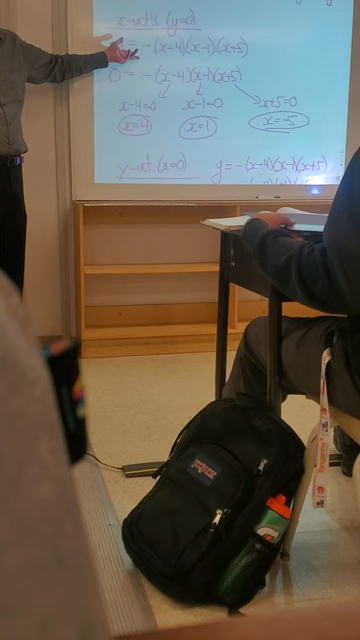 x-int's (y=0)
= -(x-4)(x-1)(x+5)
0 = -(x-4)(x-1)(x+5)
x-4=0 x-1=0 x+5=0
x=4 x=1 x=-5
y-int (x=0) y=-(x-4)(x-1)(x+5)
JANSPORT